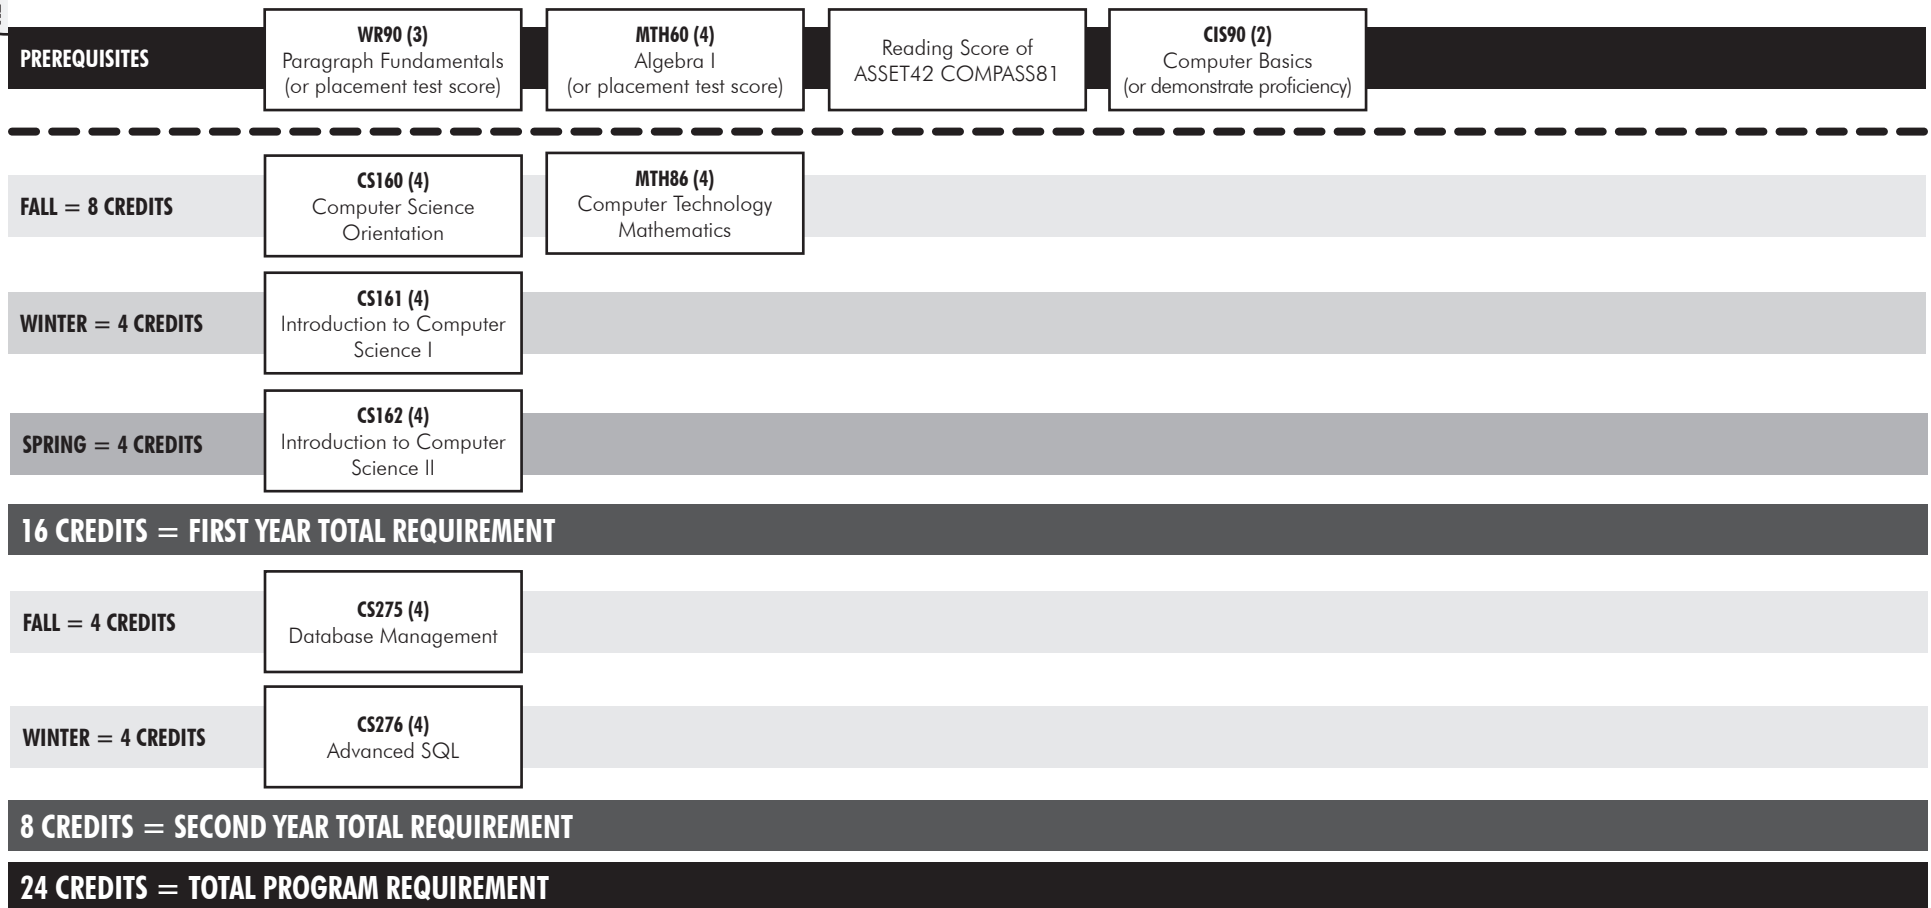 PREREQUISITES
WR90 (3)
Paragraph Fundamentals
(or placement test score)
MTH60 (4)
Algebra I
(or placement test score)
Reading Score of
ASSET42 COMPASS81
CIS90 (2)
Computer Basics
(or demonstrate proficiency)
FALL = 8 CREDITS
CS160 (4)
Computer Science
Orientation
MTH86 (4)
Computer Technology
Mathematics
WINTER = 4 CREDITS
CS161 (4)
Introduction to Computer
Science I
SPRING = 4 CREDITS
CS162 (4)
Introduction to Computer
Science II
16 CREDITS = FIRST YEAR TOTAL REQUIREMENT
FALL = 4 CREDITS
CS275 (4)
Database Management
WINTER = 4 CREDITS
CS276 (4)
Advanced SQL
8 CREDITS = SECOND YEAR TOTAL REQUIREMENT
24 CREDITS = TOTAL PROGRAM REQUIREMENT